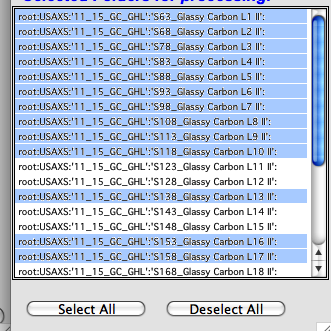 Selected Folders for processing:
root:USAXS:'11_15_GC_GHL':'S63_Glassy Carbon L1 II':
root:USAXS:'11_15_GC_GHL':'S68_Glassy Carbon L2 II':
root:USAXS:'11_15_GC_GHL':'S78_Glassy Carbon L3 II':
root:USAXS:'11_15_GC_GHL':'S83_Glassy Carbon L4 II':
root:USAXS:'11_15_GC_GHL':'S88_Glassy Carbon L5 II':
root:USAXS:'11_15_GC_GHL':'S93_Glassy Carbon L6 II':
root:USAXS:'11_15_GC_GHL':'S98_Glassy Carbon L7 II':
root:USAXS:'11_15_GC_GHL':'S108_Glassy Carbon L8 II':
root:USAXS:'11_15_GC_GHL':'S113_Glassy Carbon L9 II':
root:USAXS:'11_15_GC_GHL':'S118_Glassy Carbon L10 II':
root:USAXS:'11_15_GC_GHL':'S123_Glassy Carbon L11 II':
root:USAXS:'11_15_GC_GHL':'S128_Glassy Carbon L12 II':
root:USAXS:'11_15_GC_GHL':'S138_Glassy Carbon L13 II':
root:USAXS:'11_15_GC_GHL':'S143_Glassy Carbon L14 II':
root:USAXS:'11_15_GC_GHL':'S148_Glassy Carbon L15 II':
root:USAXS:'11_15_GC_GHL':'S153_Glassy Carbon L16 II':
root:USAXS:'11_15_GC_GHL':'S158_Glassy Carbon L17 II':
root:USAXS:'11_15_GC_GHL':'S168_Glassy Carbon L18 II':
Select All
Deselect All